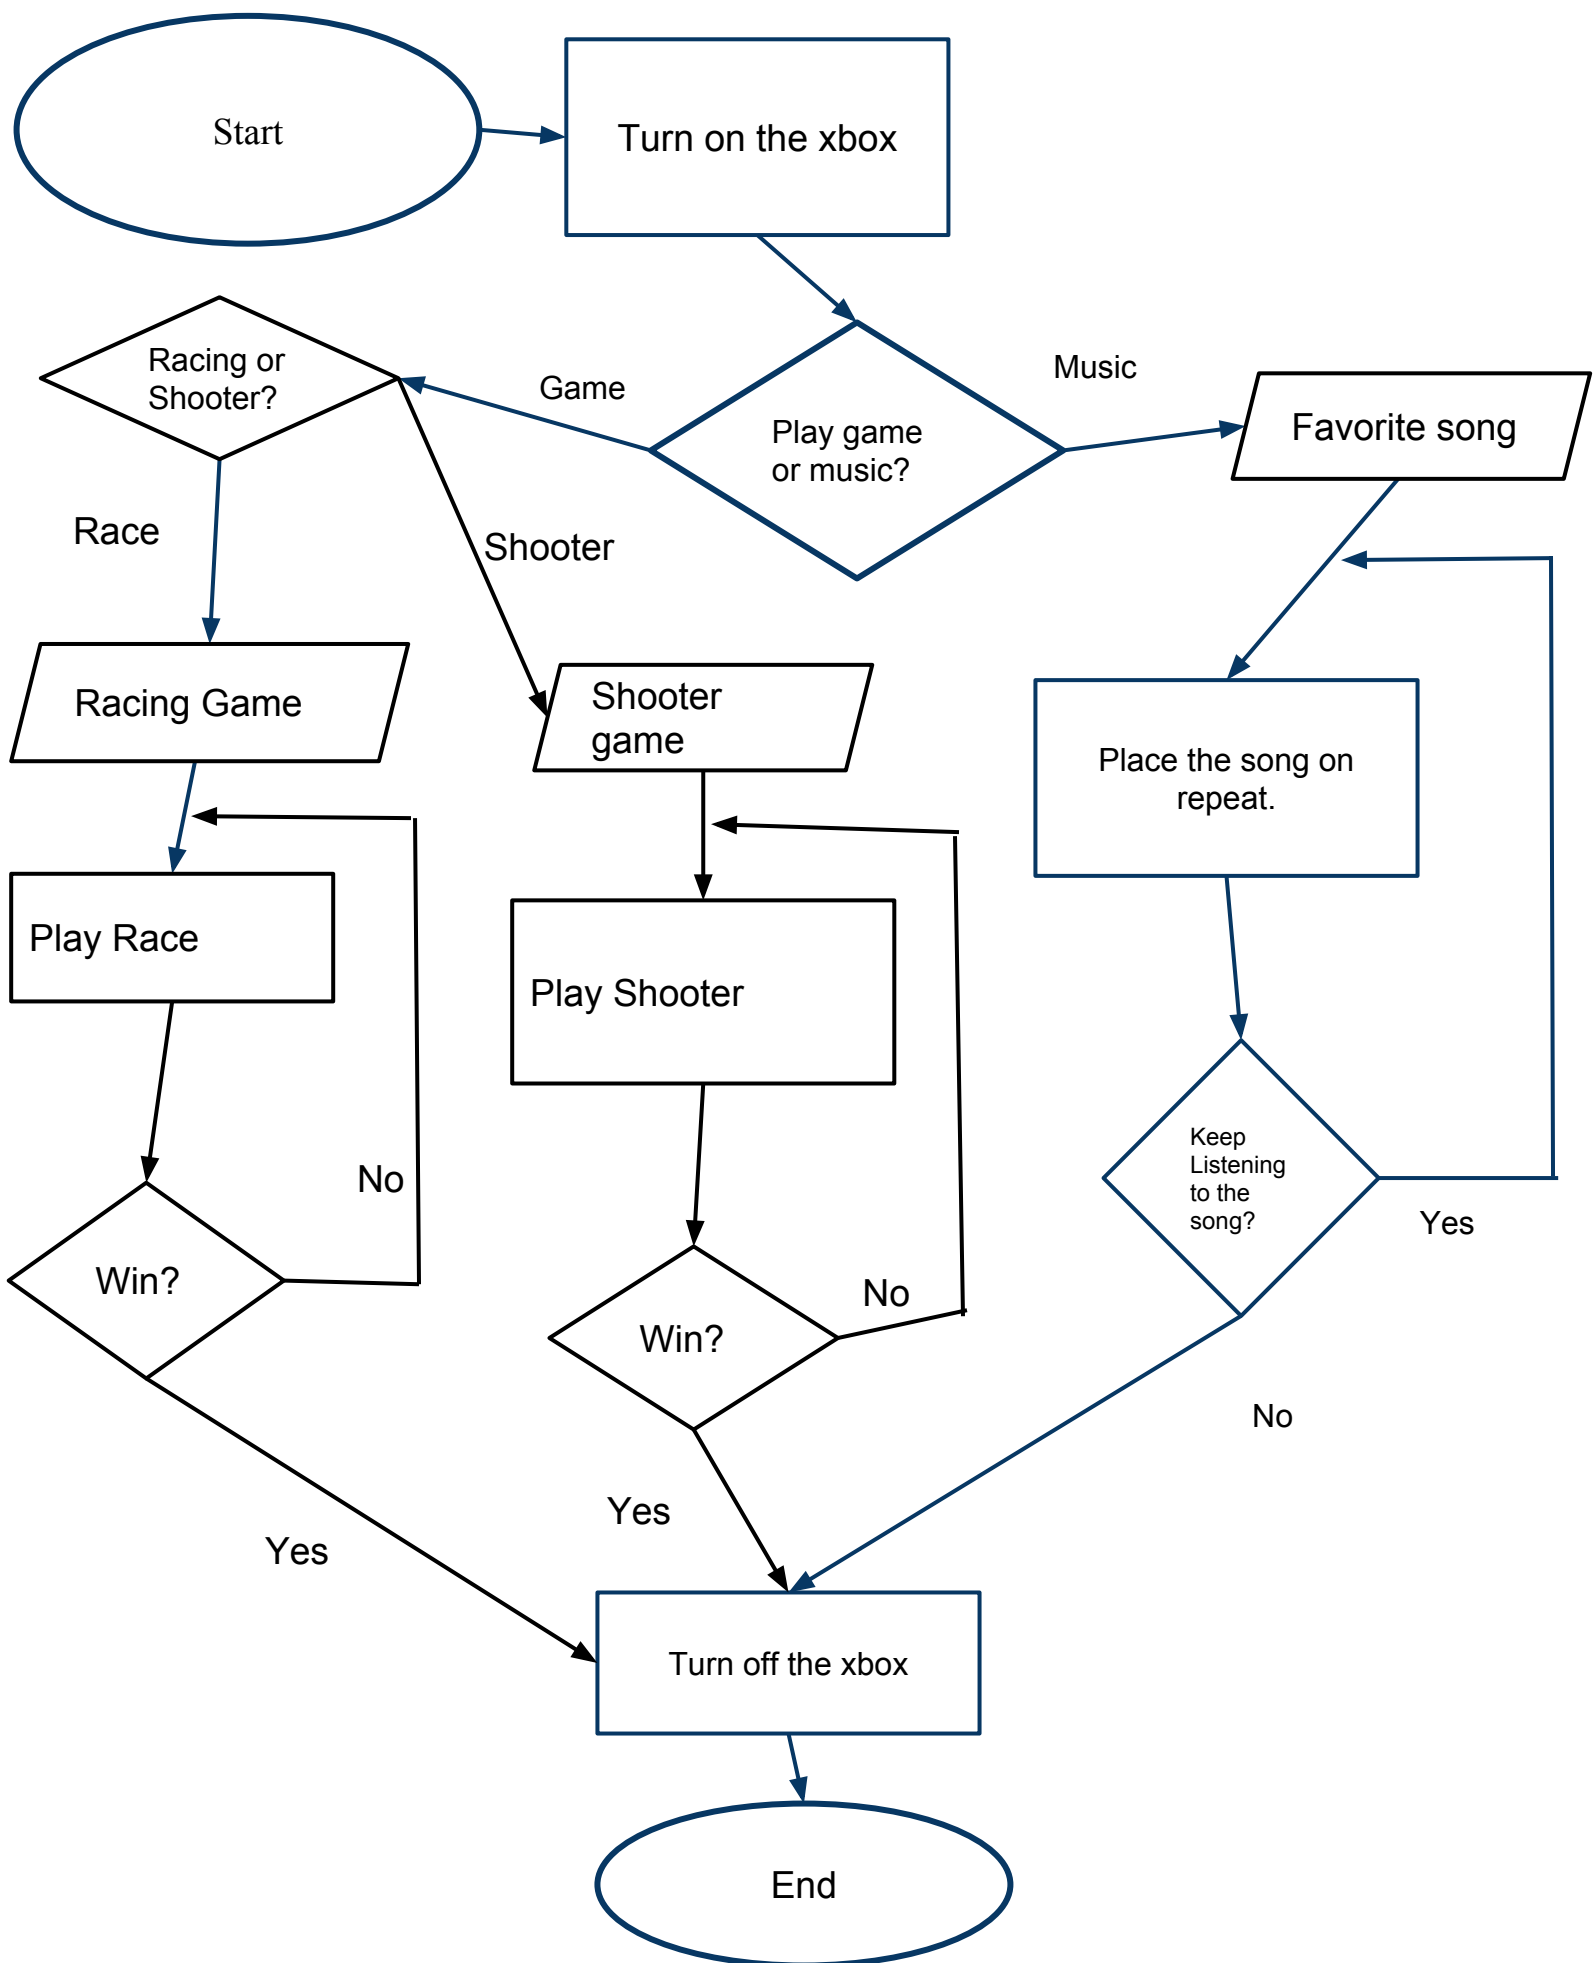 Start
Turn on the xbox
Racing or
Shooter?
Game
Play game
or music?
Music
Favorite song
Race
Shooter
Racing Game
Shooter
game
Place the song on
repeat.
Play Race
Play Shooter
Keep
Listening
to the
song?
No
Yes
Win?
No
Win?
No
Yes
Yes
Turn off the xbox
End